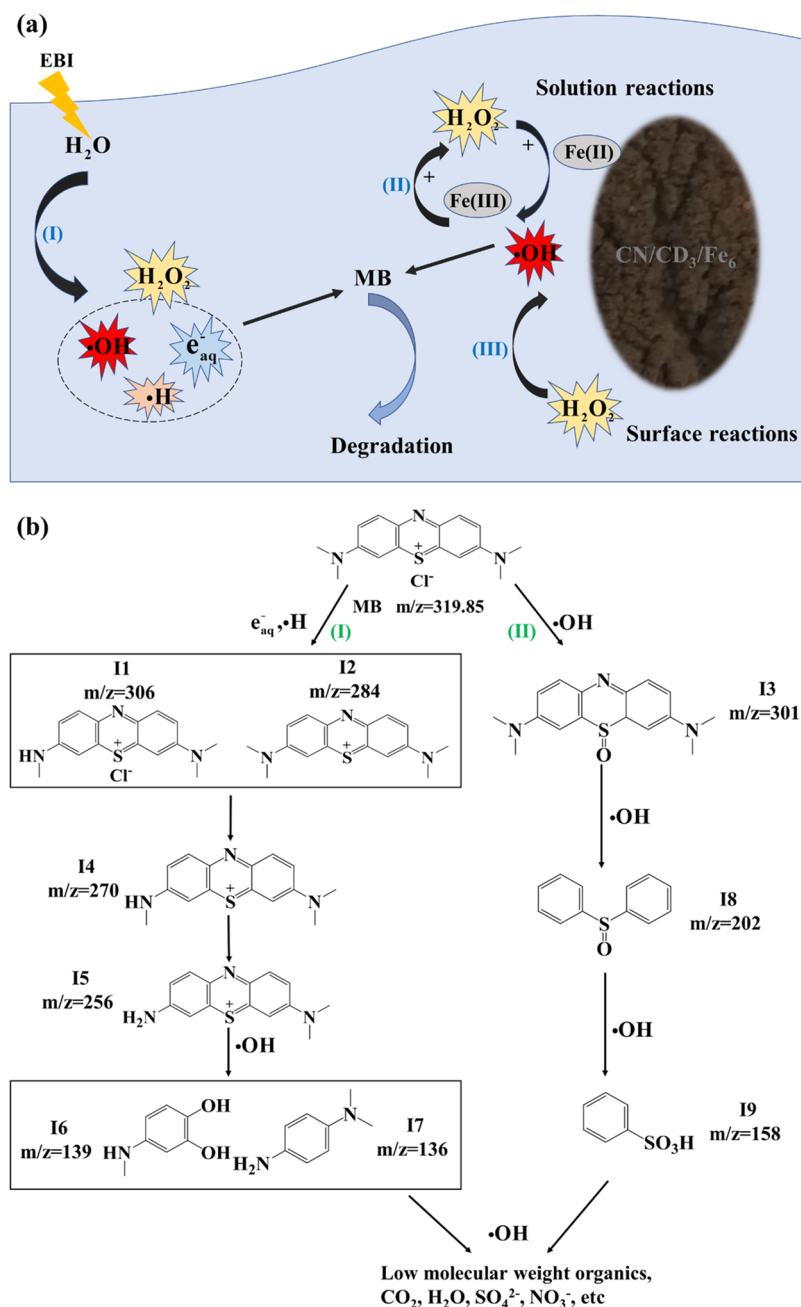 (a)
EBI
H₂O
(I)
H₂O₂
•OH
e⁻aq
•H
MB
Degradation
Solution reactions
H₂O₂
+
Fe(II)
(II)
+
Fe(III)
•OH
CN/CD₃/Fe₆
(III)
H₂O₂
Surface reactions
(b)
N
N
S
+
N
Cl⁻
MB m/z=319.85
e⁻aq,•H
(I)
(II)
•OH
I1
m/z=306
N
HN
S
+
N
Cl⁻
I2
m/z=284
N
N
S
+
N
I3
m/z=301
N
N
S
N
O
•OH
I4
m/z=270
N
HN
S
+
N
I8
m/z=202
S
O
I5
m/z=256
N
H₂N
S
+
N
•OH
•OH
I6
m/z=139
OH
OH
HN
N
H₂N
I7
m/z=136
I9
m/z=158
SO₃H
•OH
Low molecular weight organics,
CO₂, H₂O, SO₄²⁻, NO₃⁻, etc